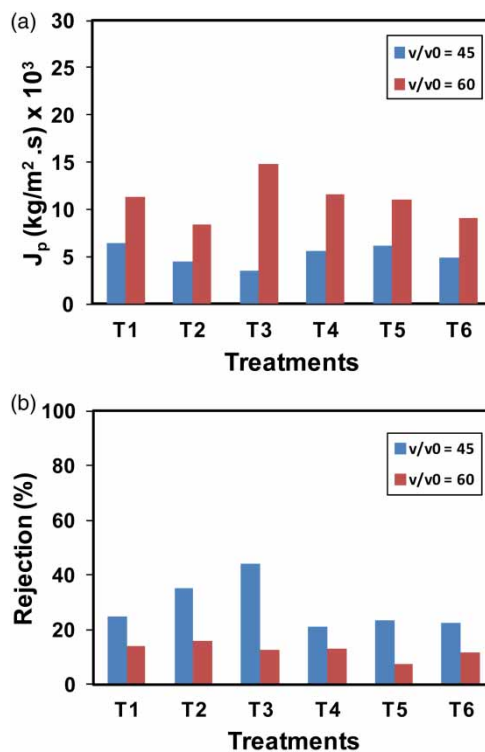 (a)
30
25
20
15
10
5
0
Jₚ (kg/m² .s) x 10³
v/v0 = 45
v/v0 = 60
T1 T2 T3 T4 T5 T6
Treatments
(b)
100
80
60
40
20
0
Rejection (%)
v/v0 = 45
v/v0 = 60
T1 T2 T3 T4 T5 T6
Treatments